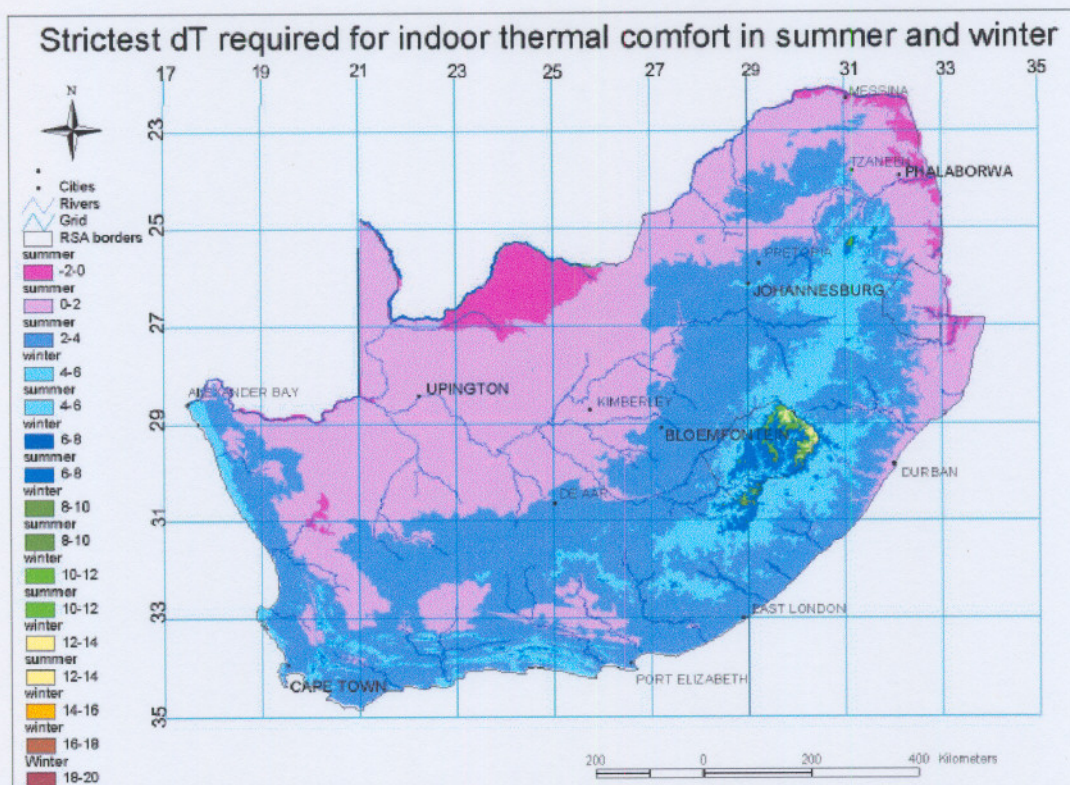 Strictest dT required for indoor thermal comfort in summer and winter
17 19 21 23 25 27 29 31 33 35
N
23
25
27
29
31
33
35
Cities
Rivers
Grid
RSA borders
summer
-2-0
summer
0-2
summer
2-4
winter
4-6
summer
4-6
winter
6-8
summer
6-8
winter
8-10
summer
8-10
winter
10-12
summer
10-12
winter
12-14
summer
12-14
winter
14-16
winter
16-18
Winter
18-20
MESSINA
TZANEEN
PHALABORWA
PRETORIA
JOHANNESBURG
ALEXANDER BAY
UPINGTON
KIMBERLEY
BLOEMFONTEIN
DURBAN
DE AAR
EAST LONDON
PORT ELIZABETH
CAPE TOWN
200 0 200 400 Kilometers